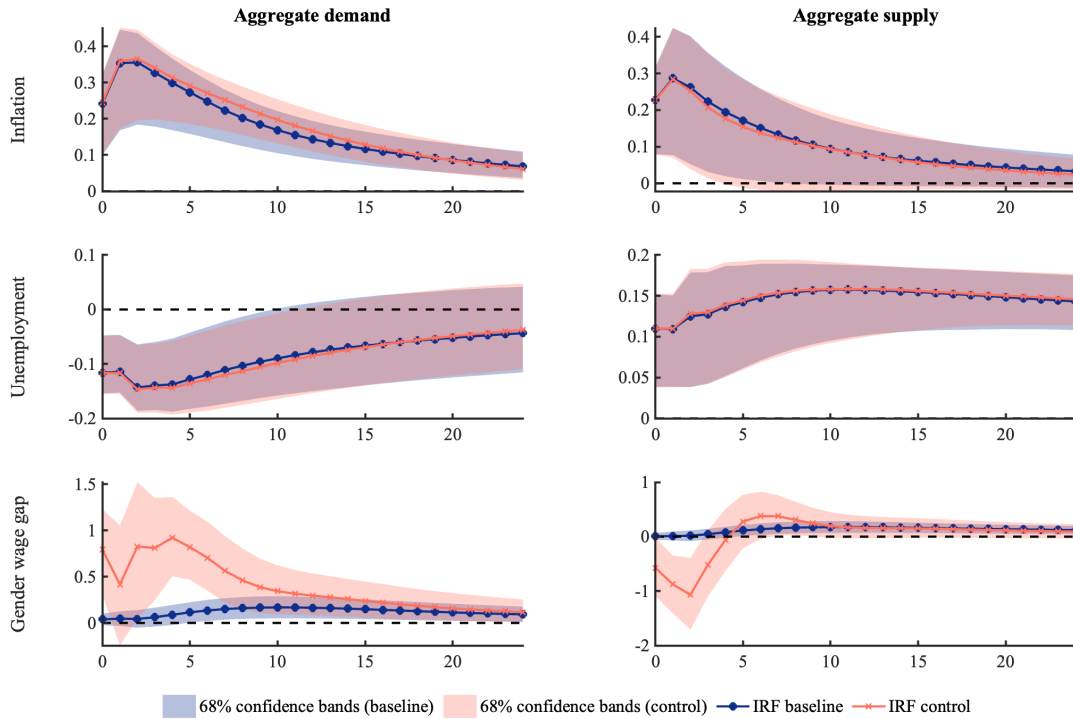 Aggregate demand
Aggregate supply
Inflation
0.4
0.3
0.2
0.1
0
0 5 10 15 20
0.4
0.3
0.2
0.1
0
0 5 10 15 20
Unemployment
0.1
0
-0.1
-0.2
0 5 10 15 20
0.2
0.15
0.1
0.05
0
0 5 10 15 20
Gender wage gap
1.5
1
0.5
0
0 5 10 15 20
1
0
-1
-2
0 5 10 15 20
68% confidence bands (baseline) 68% confidence bands (control) IRF baseline IRF control